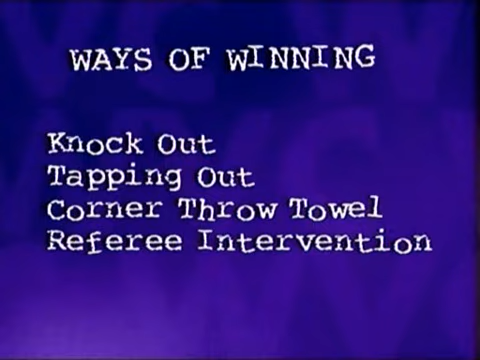 WAYS OF WINNING
Knock Out
Tapping Out
Corner Throw Towel
Referee Intervention